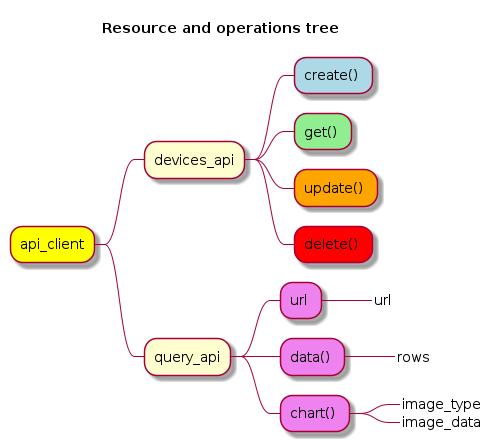 Resource and operations tree
create()
get()
devices_api
update()
delete()
api_client
url
url
query_api
data()
rows
chart()
image_type
image_data